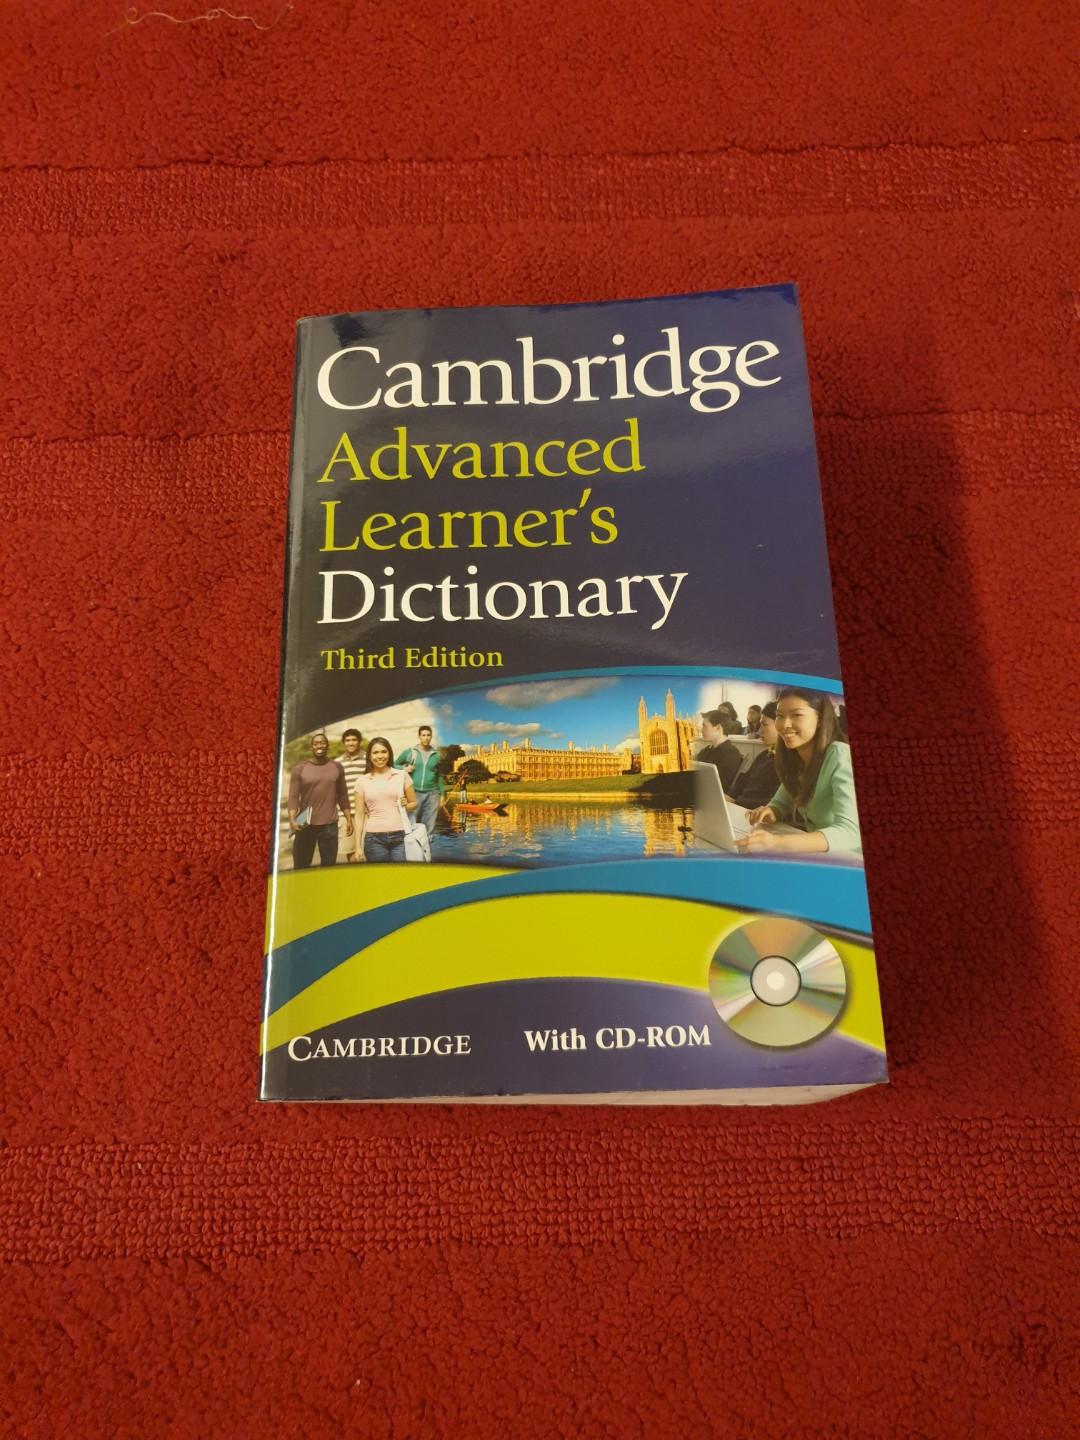 Cambridge
Advanced
Learner's
Dictionary
Third Edition
CAMBRIDGE
With CD-ROM